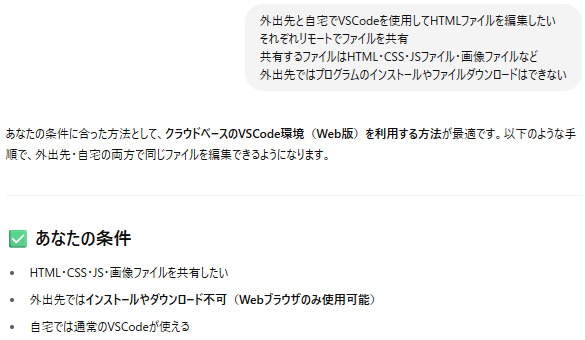 外出先と自宅でVSCodeを使用してHTMLファイルを編集したい
それぞれリモートでファイルを共有
共有するファイルはHTML・CSS・JSファイル・画像ファイルなど
外出先ではプログラムのインストールやファイルダウンロードはできない
あなたの条件に合った方法として、クラウドベースのVSCode環境（Web版）を利用する方法が最適です。以下のような手
順で、外出先・自宅の両方で同じファイルを編集できるようになります。
✅ あなたの条件
• HTML・CSS・JS・画像ファイルを共有したい
• 外出先ではインストールやダウンロード不可（Webブラウザのみ使用可能）
• 自宅では通常のVSCodeが使える